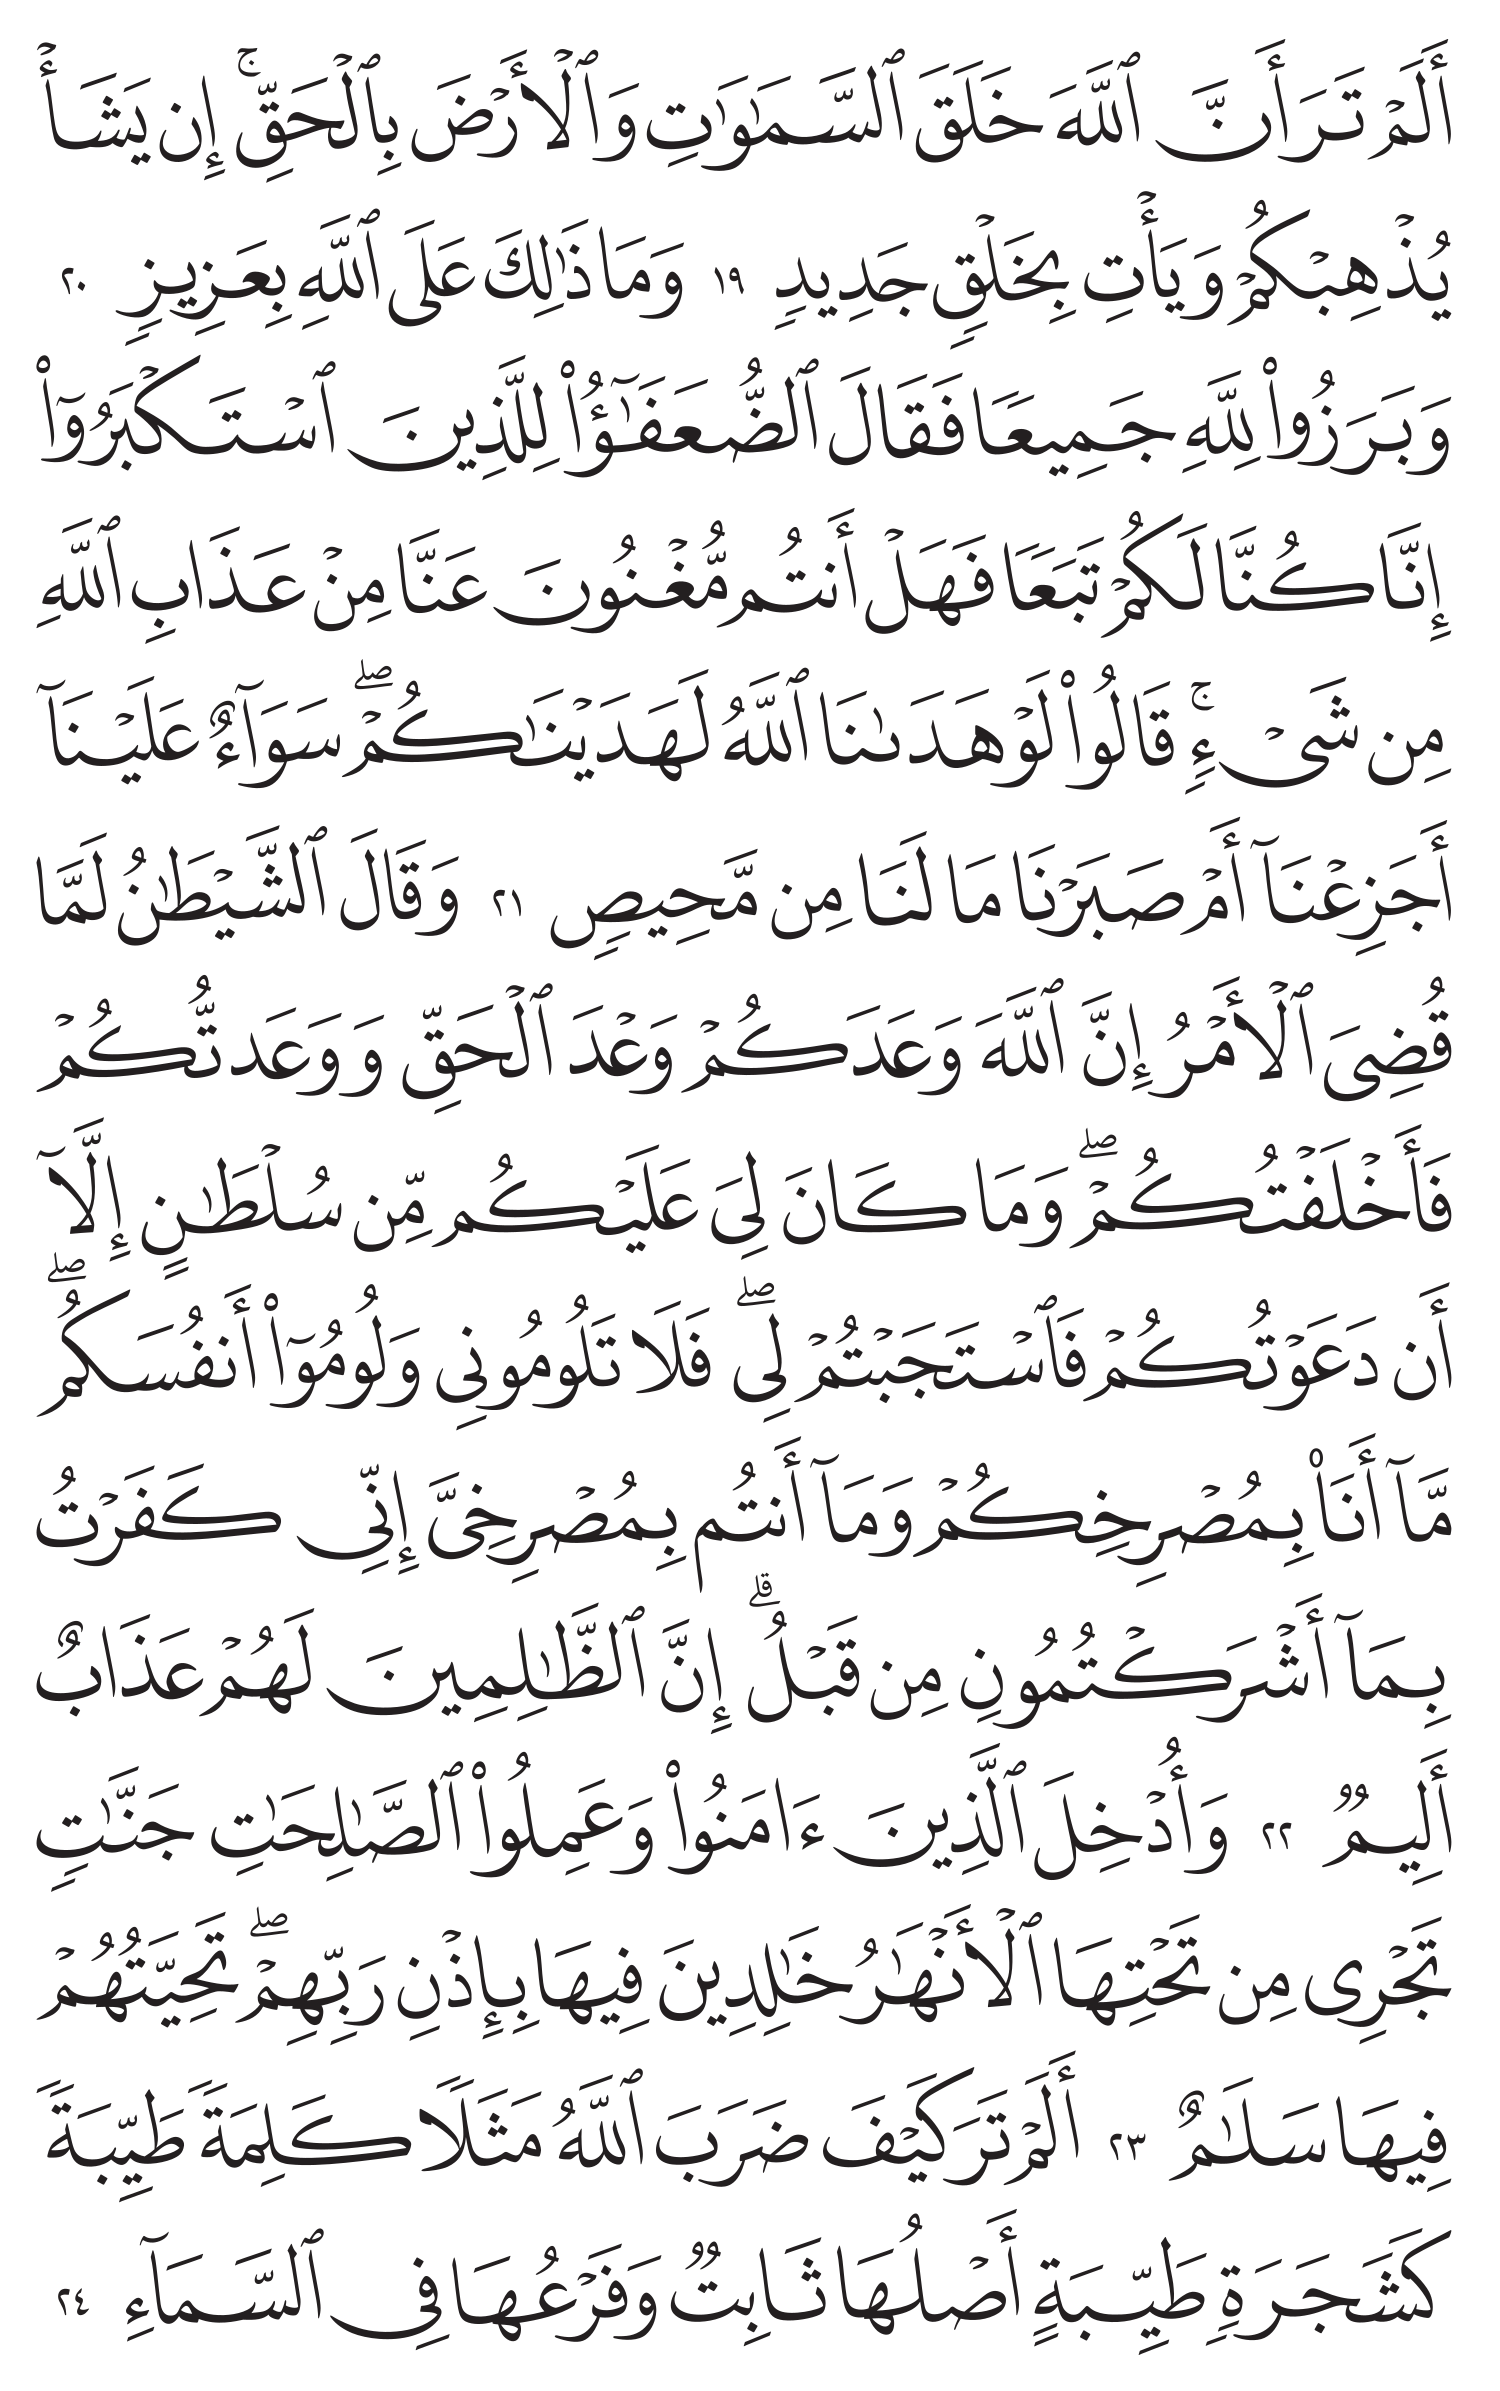 أَلَمْ تَرَ أَنَّ ٱللَّهَ خَلَقَ ٱلسَّمَٰوَٰتِ وَٱلْأَرْضَ بِٱلْحَقِّ ۚ إِن يَشَأْ
يُذْهِبْكُمْ وَيَأْتِ بِخَلْقٍ جَدِيدٍ ١٩ وَمَا ذَٰلِكَ عَلَى ٱللَّهِ بِعَزِيزٍ ٢٠
وَبَرَزُوا۟ لِلَّهِ جَمِيعًا فَقَالَ ٱلضُّعَفَٰٓؤُا۟ لِلَّذِينَ ٱسْتَكْبَرُوٓا۟
إِنَّا كُنَّا لَكُمْ تَبَعًا فَهَلْ أَنتُم مُّغْنُونَ عَنَّا مِنْ عَذَابِ ٱللَّهِ
مِن شَىْءٍ ۚ قَالُوا۟ لَوْ هَدَىٰنَا ٱللَّهُ لَهَدَيْنَٰكُمْ ۖ سَوَآءٌ عَلَيْنَآ
أَجَزِعْنَآ أَمْ صَبَرْنَا مَا لَنَا مِن مَّحِيصٍ ٢١ وَقَالَ ٱلشَّيْطَٰنُ لَمَّا
قُضِىَ ٱلْأَمْرُ إِنَّ ٱللَّهَ وَعَدَكُمْ وَعْدَ ٱلْحَقِّ وَوَعَدتُّكُمْ
فَأَخْلَفْتُكُمْ ۖ وَمَا كَانَ لِىَ عَلَيْكُم مِّن سُلْطَٰنٍ إِلَّآ
أَن دَعَوْتُكُمْ فَٱسْتَجَبْتُمْ لِى ۖ فَلَا تَلُومُونِى وَلُومُوٓا۟ أَنفُسَكُم ۖ
مَّآ أَنَا۠ بِمُصْرِخِكُمْ وَمَآ أَنتُم بِمُصْرِخِىَّ إِنِّى كَفَرْتُ
بِمَآ أَشْرَكْتُمُونِ مِن قَبْلُ ۗ إِنَّ ٱلظَّٰلِمِينَ لَهُمْ عَذَابٌ
أَلِيمٌ ٢٢ وَأُدْخِلَ ٱلَّذِينَ ءَامَنُوا۟ وَعَمِلُوا۟ ٱلصَّٰلِحَٰتِ جَنَّٰتٍ
تَجْرِى مِن تَحْتِهَا ٱلْأَنْهَٰرُ خَٰلِدِينَ فِيهَا بِإِذْنِ رَبِّهِمْ ۖ تَحِيَّتُهُمْ
فِيهَا سَلَٰمٌ ٢٣ أَلَمْ تَرَ كَيْفَ ضَرَبَ ٱللَّهُ مَثَلًا كَلِمَةً طَيِّبَةً
كَشَجَرَةٍ طَيِّبَةٍ أَصْلُهَا ثَابِتٌ وَفَرْعُهَا فِى ٱلسَّمَآءِ ٢٤